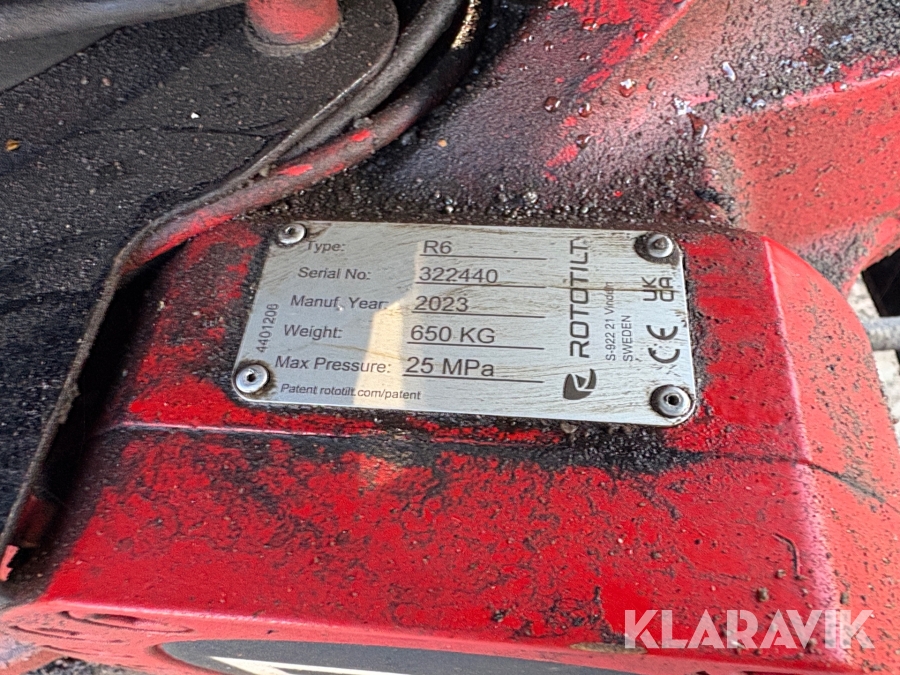 Type: R6
Serial No: 322440
Manuf. Year: 2023
Weight: 650 KG
Max Pressure: 25 MPa
Patent rototilt.com/patent
4401206
ROTOTILT
S-922 21 Vindeln
SWEDEN
CE
UK
CA
KLARAVIK